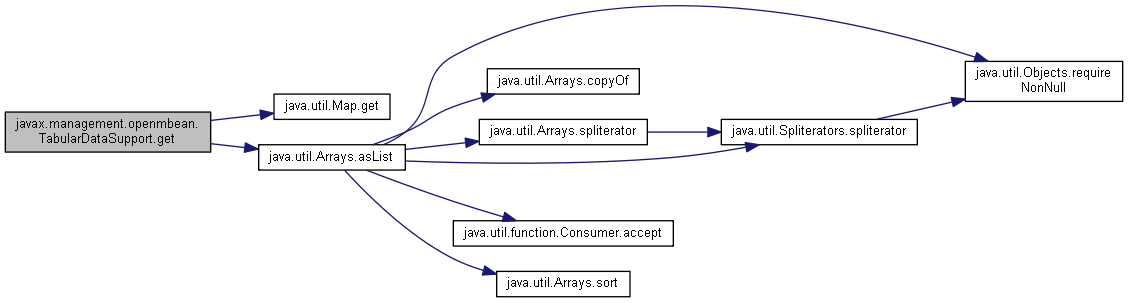 javax.management.openmbean.
TabularDataSupport.get
java.util.Map.get
java.util.Arrays.asList
java.util.Arrays.copyOf
java.util.Arrays.spliterator
java.util.function.Consumer.accept
java.util.Arrays.sort
java.util.Spliterators.spliterator
java.util.Objects.require
NonNull